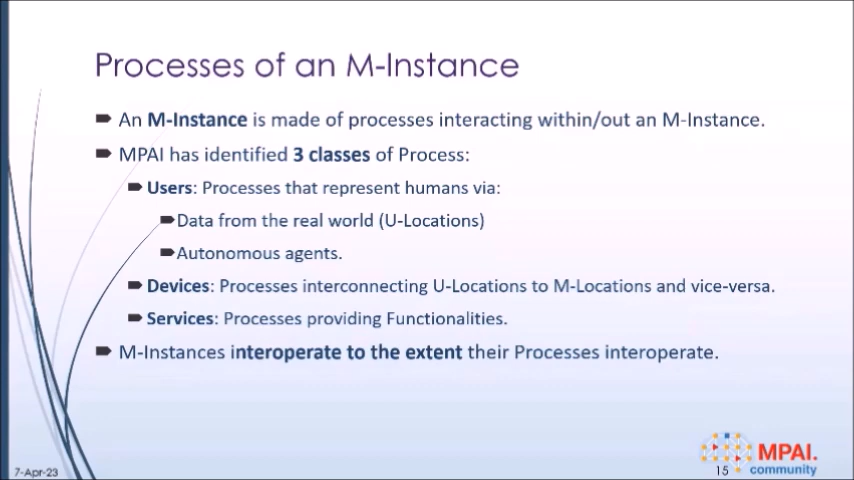 Processes of an M-Instance
An M-Instance is made of processes interacting within/out an M-Instance.
MPAI has identified 3 classes of Process:
Users: Processes that represent humans via:
Data from the real world (U-Locations)
Autonomous agents.
Devices: Processes interconnecting U-Locations to M-Locations and vice-versa.
Services: Processes providing Functionalities.
M-Instances interoperate to the extent their Processes interoperate.
7-Apr-23
15
MPAI.
community